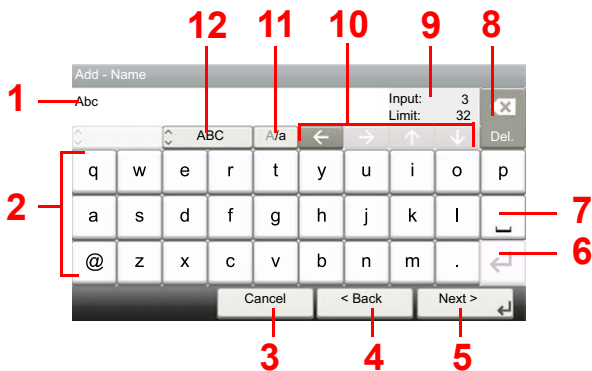 12 11 10 9 8
Add - Name
1 Abc Input: 3
Limit: 32
ABC A/a ← → ↑ ↓ Del.
2 q w e r t y u i o p
a s d f g h j k l 7
@ z x c v b n m . 6
Cancel < Back Next >
3 4 5